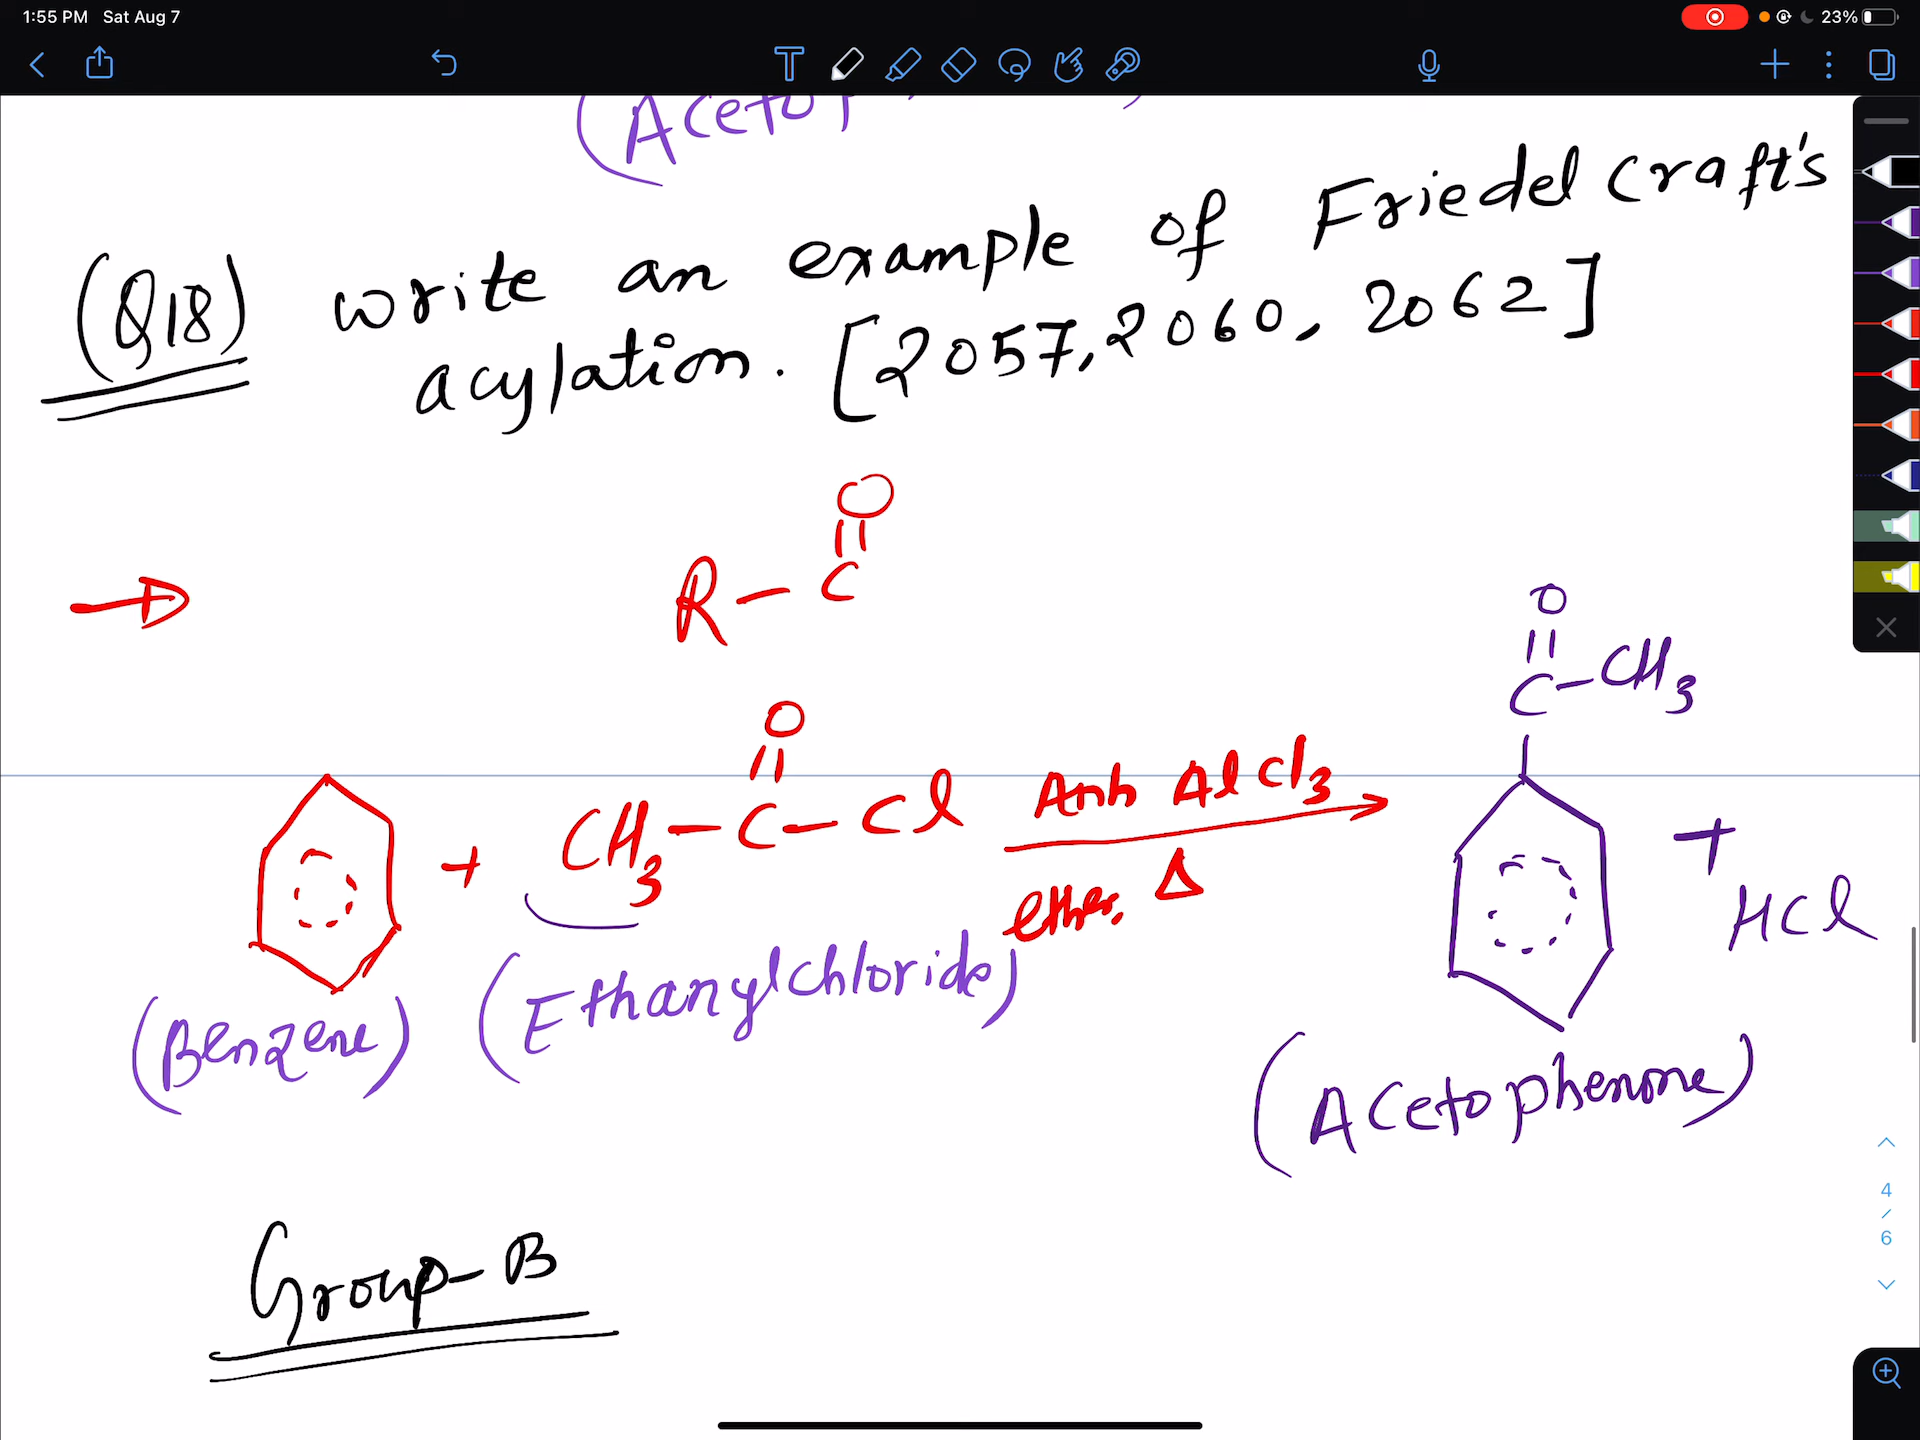 1:55 PM Sat Aug 7
23%
(Acetop
(Q18) write an example of Friedel craft's
acylation. [2057, 2060, 2062]
O
R - C
O
C - CH3
O
+ CH3 - C - Cl Anh AlCl3
ether, Δ
+ HCl
(Benzene) (Ethanylchloride)
(Acetophenone)
Group-B
4
/
6